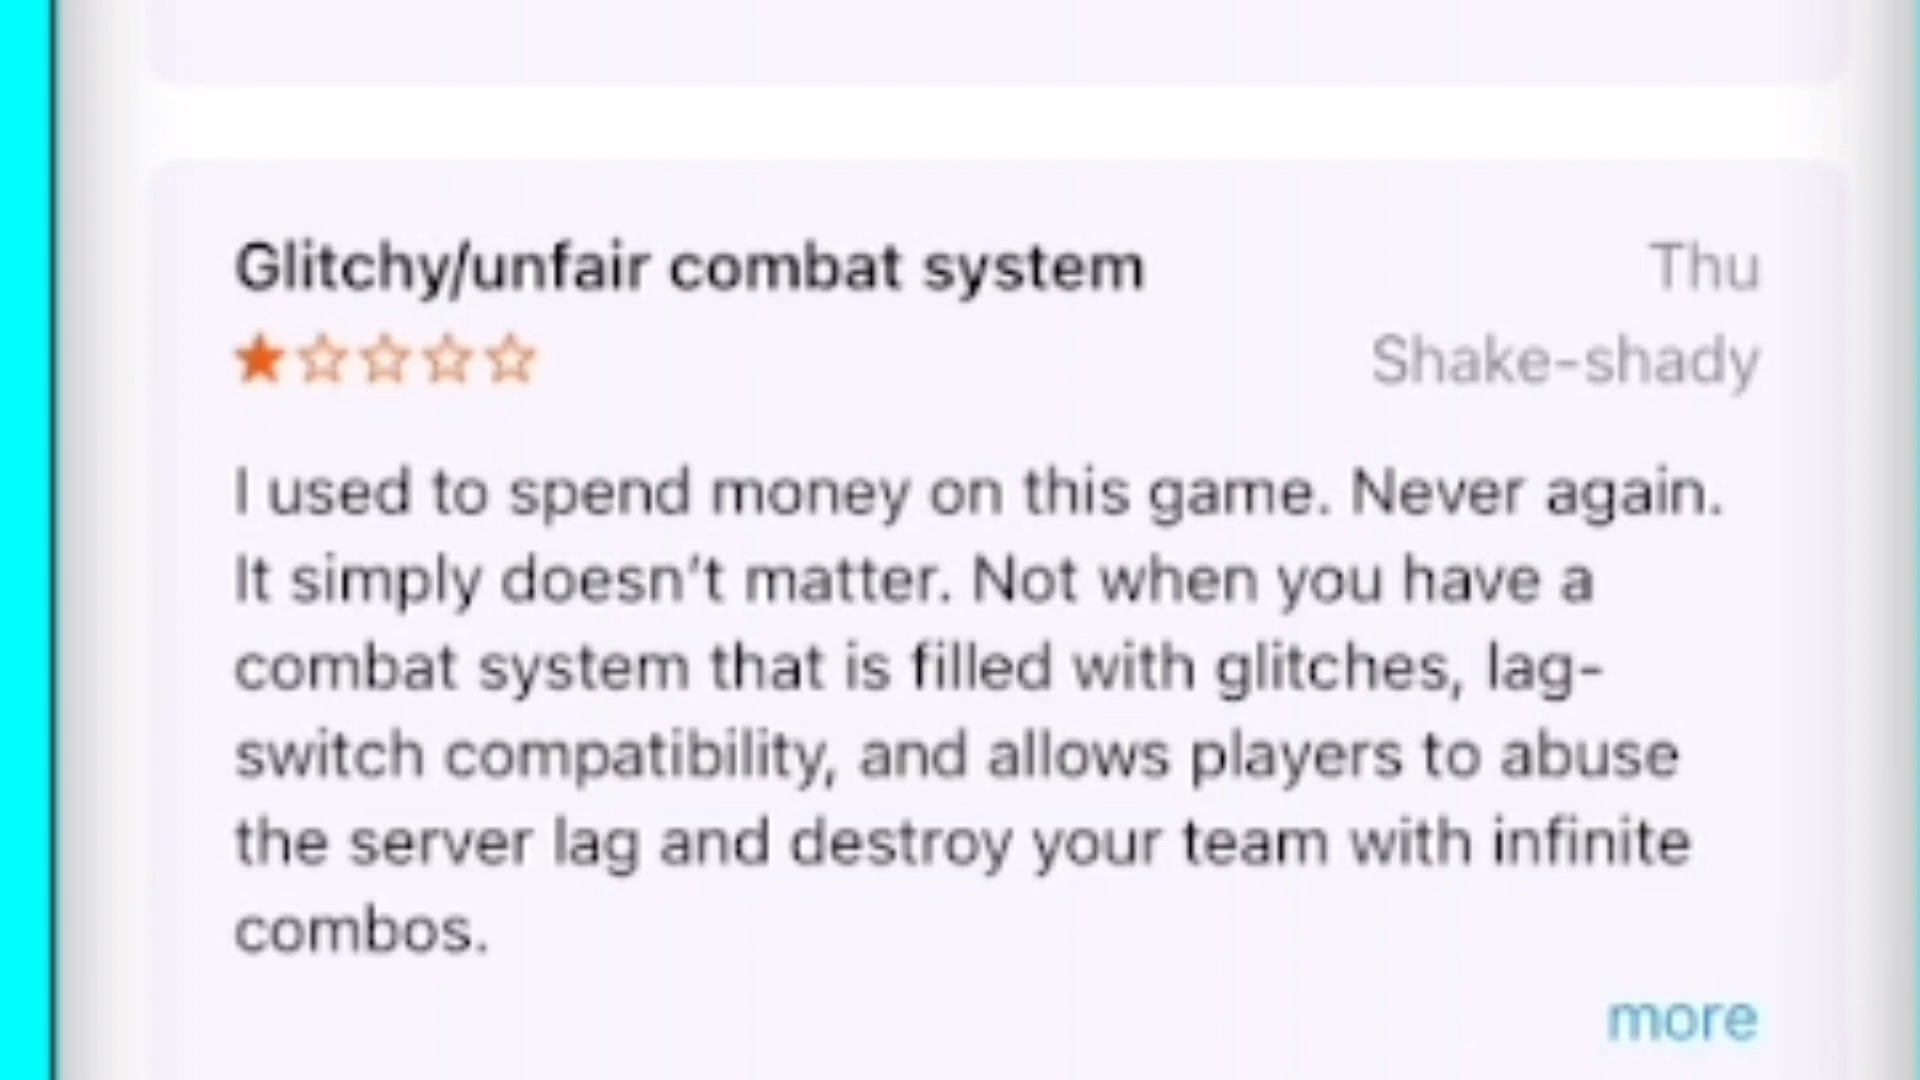 Glitchy/unfair combat system
Thu
Shake-shady
I used to spend money on this game. Never again.
It simply doesn’t matter. Not when you have a
combat system that is filled with glitches, lag-
switch compatibility, and allows players to abuse
the server lag and destroy your team with infinite
combos.
more